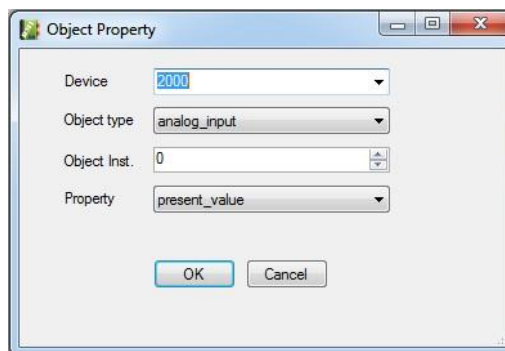 Object Property
Device 2000
Object type analog_input
Object Inst. 0
Property present_value
OK Cancel